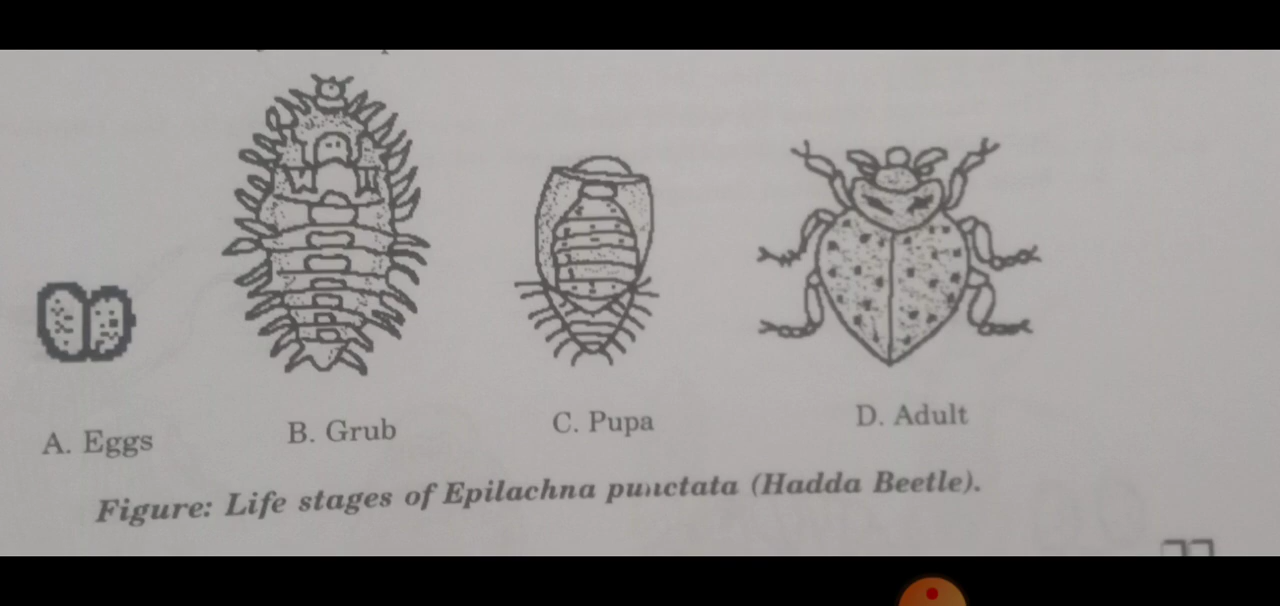 A. Eggs
B. Grub
C. Pupa
D. Adult
Figure: Life stages of Epilachna punctata (Hadda Beetle).